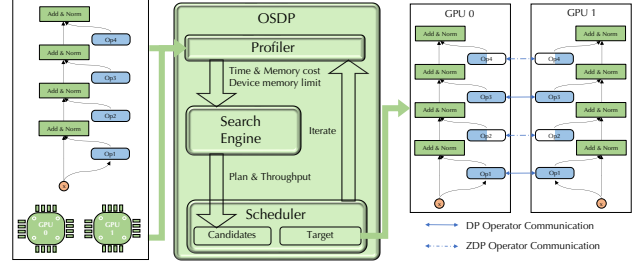 Add & Norm
Op4
Add & Norm
Op3
Add & Norm
Op2
Add & Norm
Op1
x
GPU
0
GPU
1
OSDP
Profiler
Time & Memory cost
Device memory limit
Search
Engine
Iterate
Plan & Throughput
Scheduler
Candidates
Target
GPU 0
GPU 1
Add & Norm
Add & Norm
Op4
Op4
Add & Norm
Add & Norm
Op3
Op3
Add & Norm
Add & Norm
Op2
Op2
Add & Norm
Add & Norm
Op1
Op1
x
x
DP Operator Communication
ZDP Operator Communication